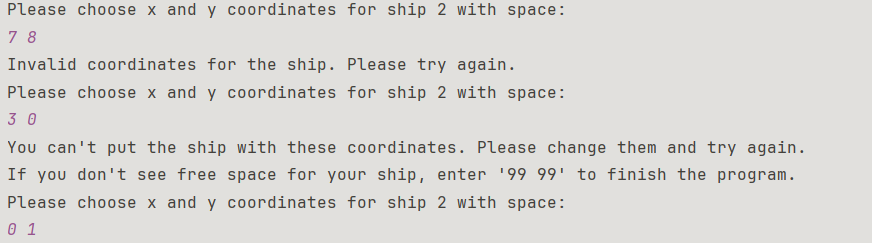 Please choose x and y coordinates for ship 2 with space:
7 8
Invalid coordinates for the ship. Please try again.
Please choose x and y coordinates for ship 2 with space:
3 0
You can't put the ship with these coordinates. Please change them and try again.
If you don't see free space for your ship, enter '99 99' to finish the program.
Please choose x and y coordinates for ship 2 with space:
0 1